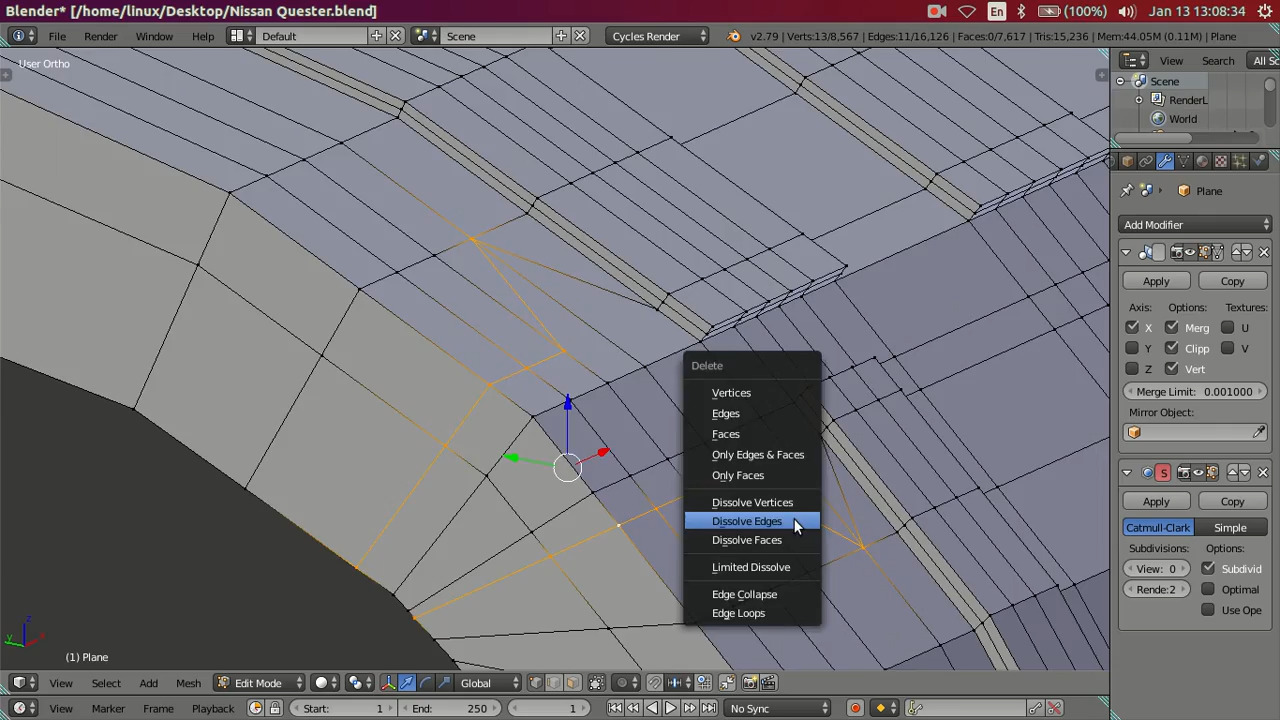 Blender* [/home/linux/Desktop/Nissan Quester.blend]
En
(100%)
Jan 13 13:08:34
File
Render
Window
Help
Default
Scene
Cycles Render
v2.79 | Verts:13/8,567 | Edges:11/16,126 | Faces:0/7,617 | Tris:15,236 | Mem:44.05M (0.11M) | Plane
User Ortho
View
Search
All Sc
Scene
RenderL
World
Plane
Add Modifier
Apply
Copy
Axis:
Options:
Textures:
X
Merg
U
Y
Clipp
V
Z
Vert
Merge Limit: 0.001000
Mirror Object:
S
Apply
Copy
Catmull-Clark
Simple
Subdivisions:
Options:
View: 0
Subdivid
Rende:2
Optimal
Use Ope
Delete
Vertices
Edges
Faces
Only Edges & Faces
Only Faces
Dissolve Vertices
Dissolve Edges
Dissolve Faces
Limited Dissolve
Edge Collapse
Edge Loops
z
y
x
(1) Plane
View
Select
Add
Mesh
Edit Mode
Global
View
Marker
Frame
Playback
Start: 1
End: 250
1
No Sync